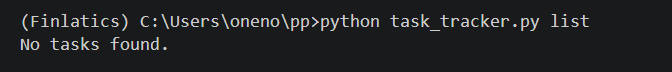 (Finlatics) C:\Users\oneno\pp>python task_tracker.py list
No tasks found.